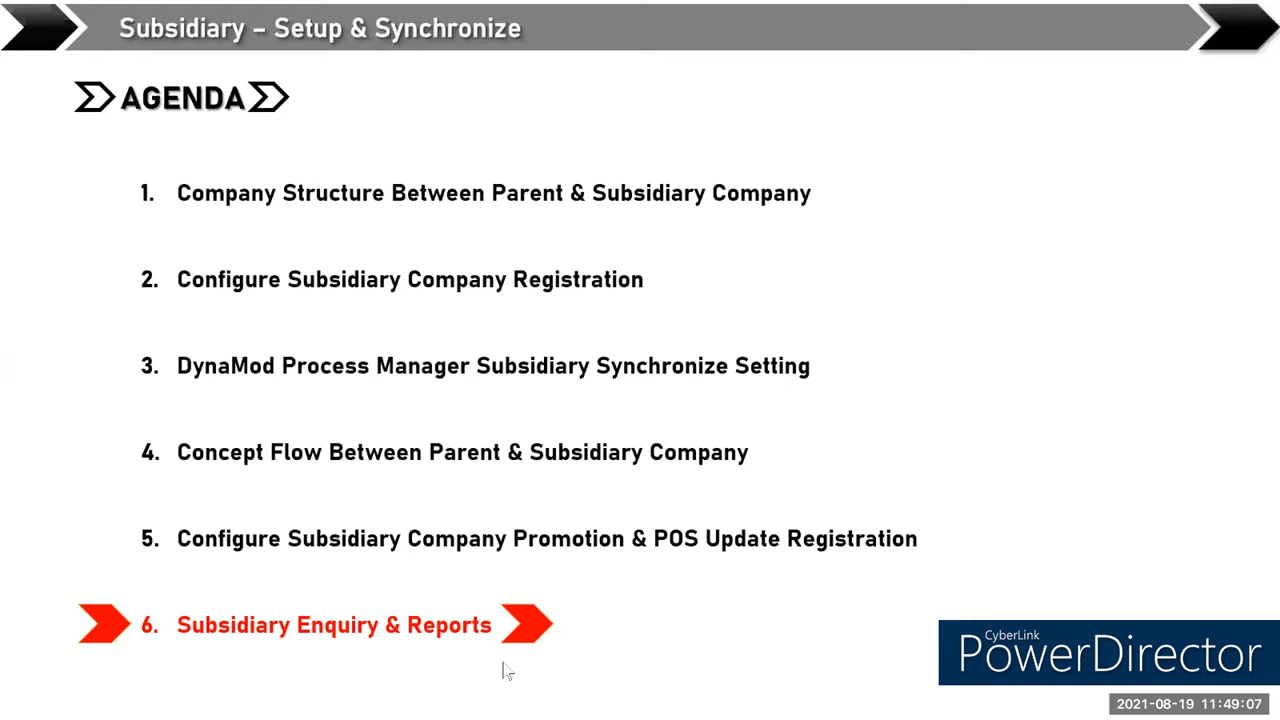 Subsidiary – Setup & Synchronize
AGENDA
1. Company Structure Between Parent & Subsidiary Company
2. Configure Subsidiary Company Registration
3. DynaMod Process Manager Subsidiary Synchronize Setting
4. Concept Flow Between Parent & Subsidiary Company
5. Configure Subsidiary Company Promotion & POS Update Registration
6. Subsidiary Enquiry & Reports
CyberLink
PowerDirector
2021-08-19 11:49:07